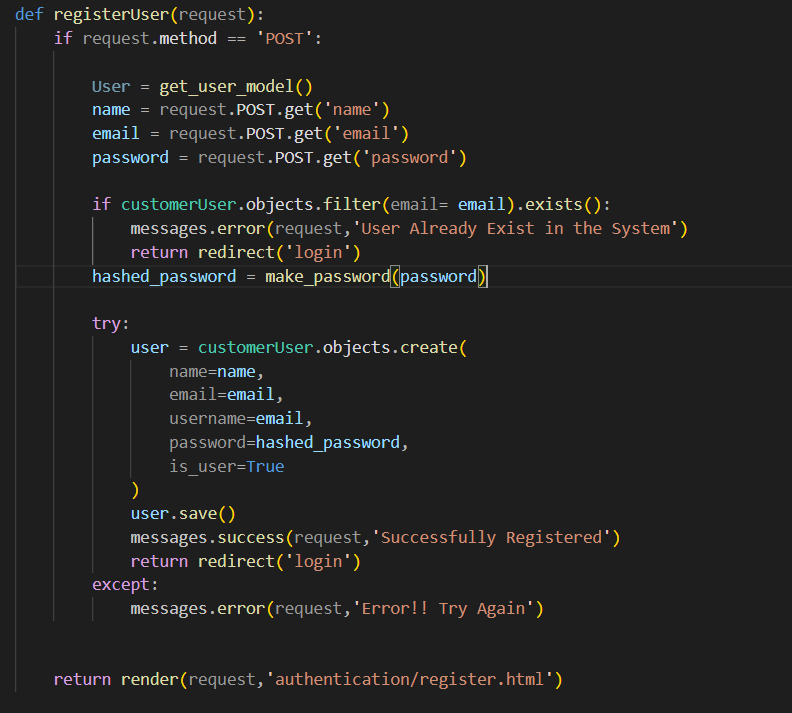 def registerUser(request):
    if request.method == 'POST':
        User = get_user_model()
        name = request.POST.get('name')
        email = request.POST.get('email')
        password = request.POST.get('password')
        if customerUser.objects.filter(email= email).exists():
            messages.error(request,'User Already Exist in the System')
            return redirect('login')
        hashed_password = make_password(password)
        try:
            user = customerUser.objects.create(
                name=name,
                email=email,
                username=email,
                password=hashed_password,
                is_user=True
            )
            user.save()
            messages.success(request,'Successfully Registered')
            return redirect('login')
        except:
            messages.error(request,'Error!! Try Again')
    return render(request,'authentication/register.html')